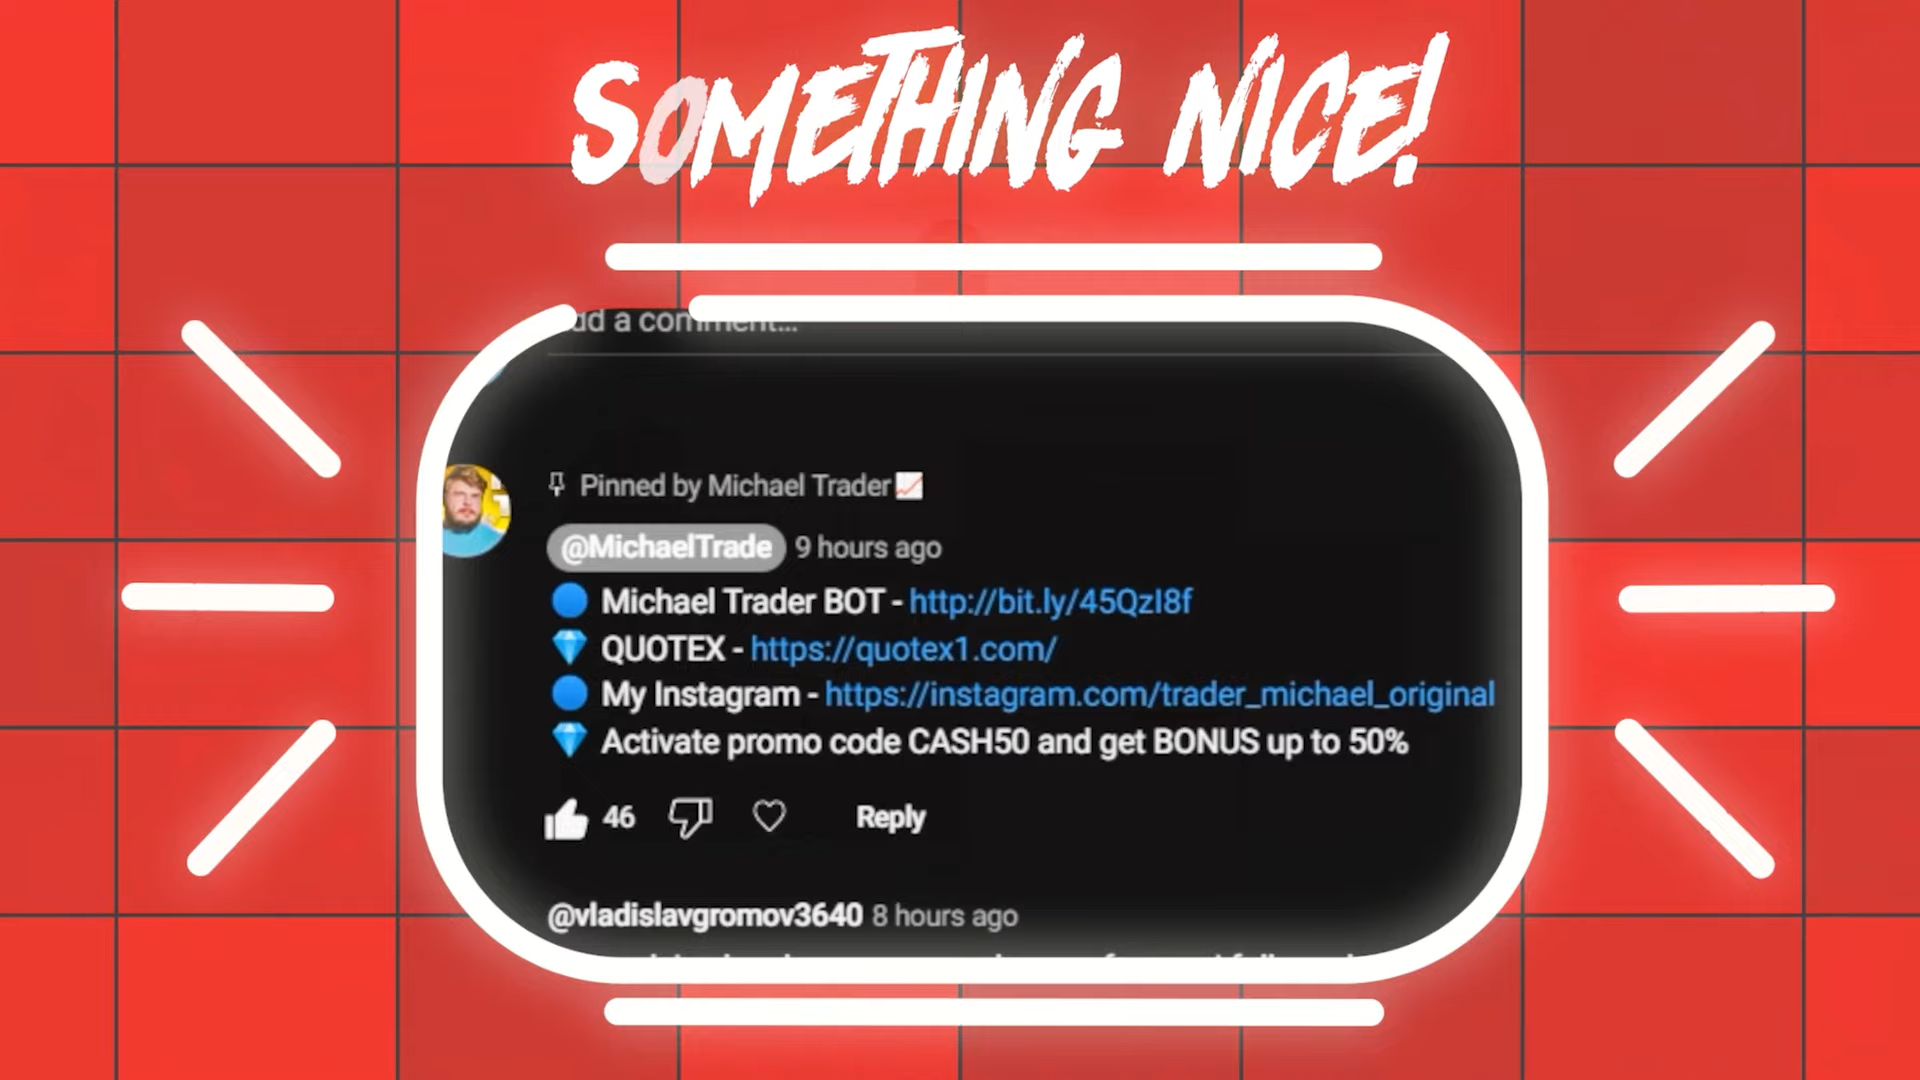 SOMETHING NICE!
dd a comment...
Pinned by Michael Trader📈
@MichaelTrade 9 hours ago
🔵 Michael Trader BOT - http://bit.ly/45QzI8f
💎 QUOTEX - https://quotex1.com/
🔵 My Instagram - https://instagram.com/trader_michael_original
💎 Activate promo code CASH50 and get BONUS up to 50%
46 Reply
@vladislavgromov3640 8 hours ago